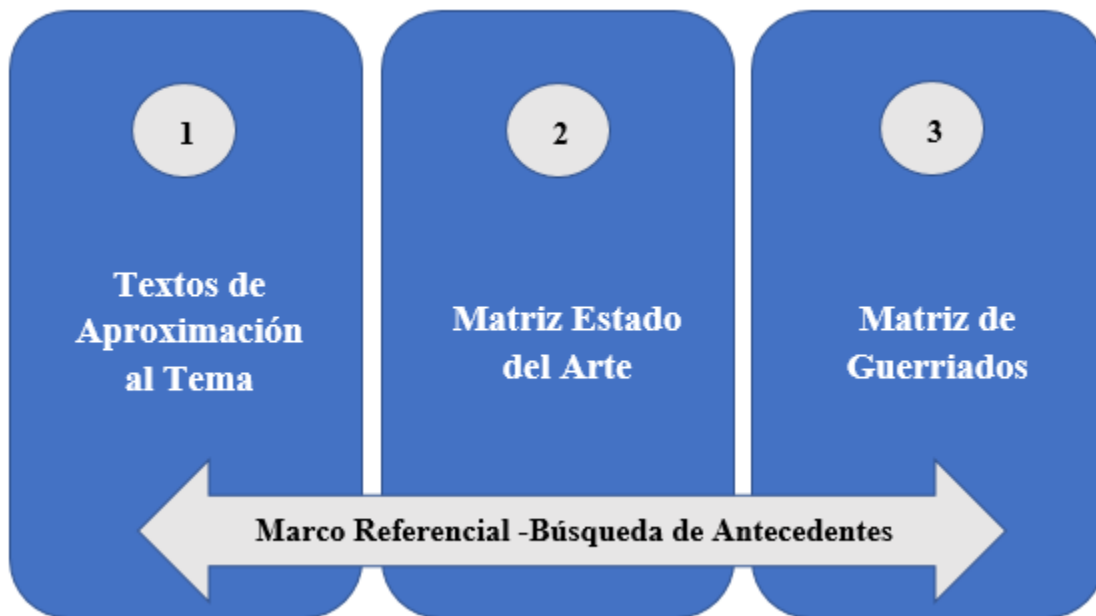 1
Textos de
Aproximación
al Tema
2
Matriz Estado
del Arte
3
Matriz de
Guerriados
Marco Referencial -Búsqueda de Antecedentes